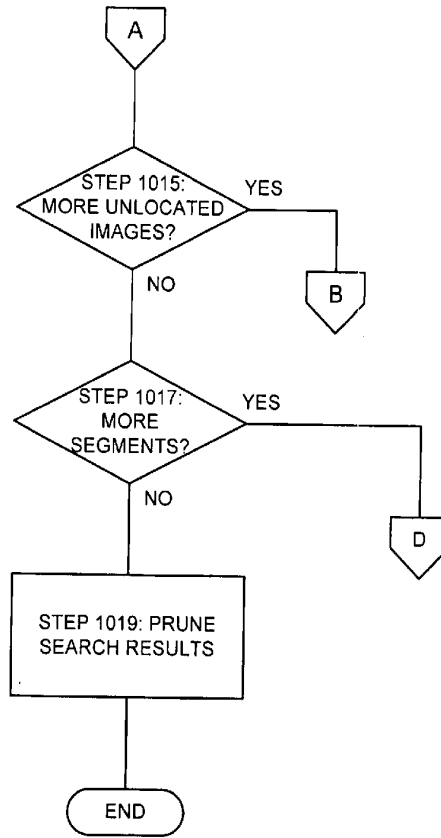 A
STEP 1015:
MORE UNLOCATED
IMAGES?
YES
B
NO
STEP 1017:
MORE
SEGMENTS?
YES
D
NO
STEP 1019: PRUNE
SEARCH RESULTS
END